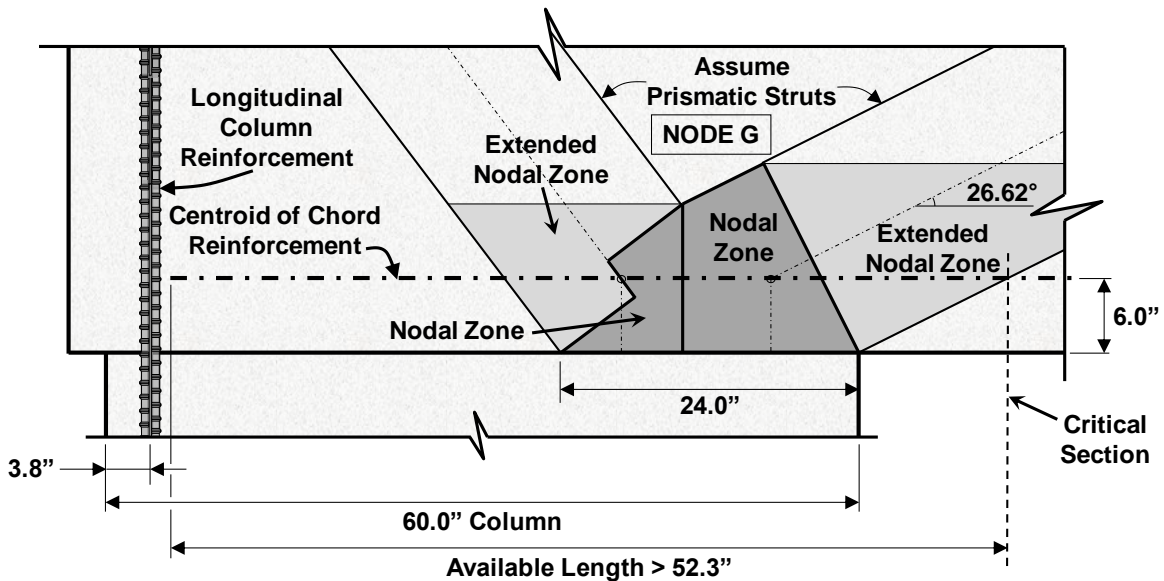 Assume
Prismatic Struts
NODE G
Longitudinal
Column
Reinforcement
Extended
Nodal Zone
26.62°
Centroid of Chord
Reinforcement
Nodal
Zone
Extended
Nodal Zone
Nodal Zone
6.0”
24.0”
Critical
Section
3.8”
60.0” Column
Available Length > 52.3”